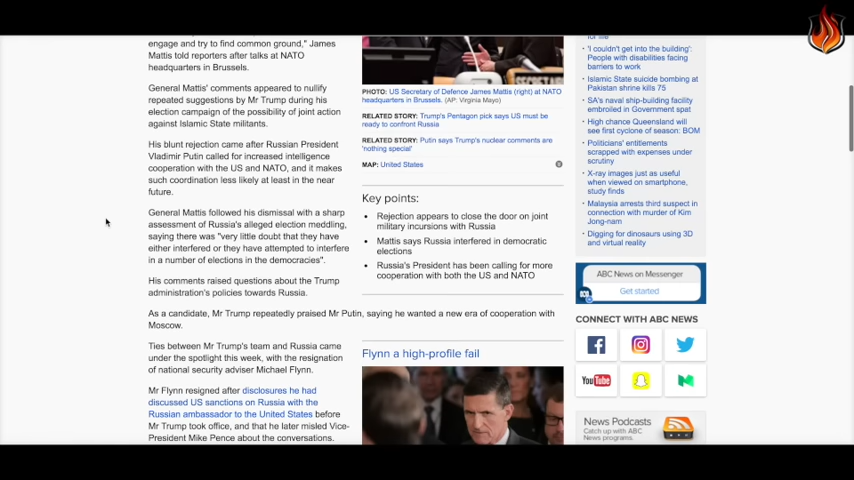 engage and try to find common ground," James
Mattis told reporters after talks at NATO
headquarters in Brussels.
General Mattis' comments appeared to nullify
repeated suggestions by Mr Trump during his
election campaign of the possibility of joint action
against Islamic State militants.
His blunt rejection came after Russian President
Vladimir Putin called for increased intelligence
cooperation with the US and NATO, and it makes
such coordination less likely at least in the near
future.
General Mattis followed his dismissal with a sharp
assessment of Russia's alleged election meddling,
saying there was "very little doubt that they have
either interfered or they have attempted to interfere
in a number of elections in the democracies".
His comments raised questions about the Trump
administration's policies towards Russia.
As a candidate, Mr Trump repeatedly praised Mr Putin, saying he wanted a new era of cooperation with
Moscow.
Ties between Mr Trump's team and Russia came
under the spotlight this week, with the resignation
of national security adviser Michael Flynn.
Mr Flynn resigned after disclosures he had
discussed US sanctions on Russia with the
Russian ambassador to the United States before
Mr Trump took office, and that he later misled Vice-
President Mike Pence about the conversations.
PHOTO: US Secretary of Defence James Mattis (right) at NATO
headquarters in Brussels. (AP: Virginia Mayo)
RELATED STORY: Trump's Pentagon pick says US must be
ready to confront Russia
RELATED STORY: Putin says Trump's nuclear comments are
'nothing special'
MAP: United States
Key points:
Rejection appears to close the door on joint
military incursions with Russia
Mattis says Russia interfered in democratic
elections
Russia's President has been calling for more
cooperation with both the US and NATO
Flynn a high-profile fail
for life
'I couldn't get into the building':
People with disabilities facing
barriers to work
Islamic State suicide bombing at
Pakistan shrine kills 75
SA's naval ship-building facility
embroiled in Government spat
High chance Queensland will
see first cyclone of season: BOM
Politicians' entitlements
scrapped with expenses under
scrutiny
X-ray images just as useful
when viewed on smartphone,
study finds
Malaysia arrests third suspect in
connection with murder of Kim
Jong-nam
Digging for dinosaurs using 3D
and virtual reality
ABC News on Messenger
Get started
CONNECT WITH ABC NEWS
YouTube
News Podcasts
Catch up with ABC
News programs.